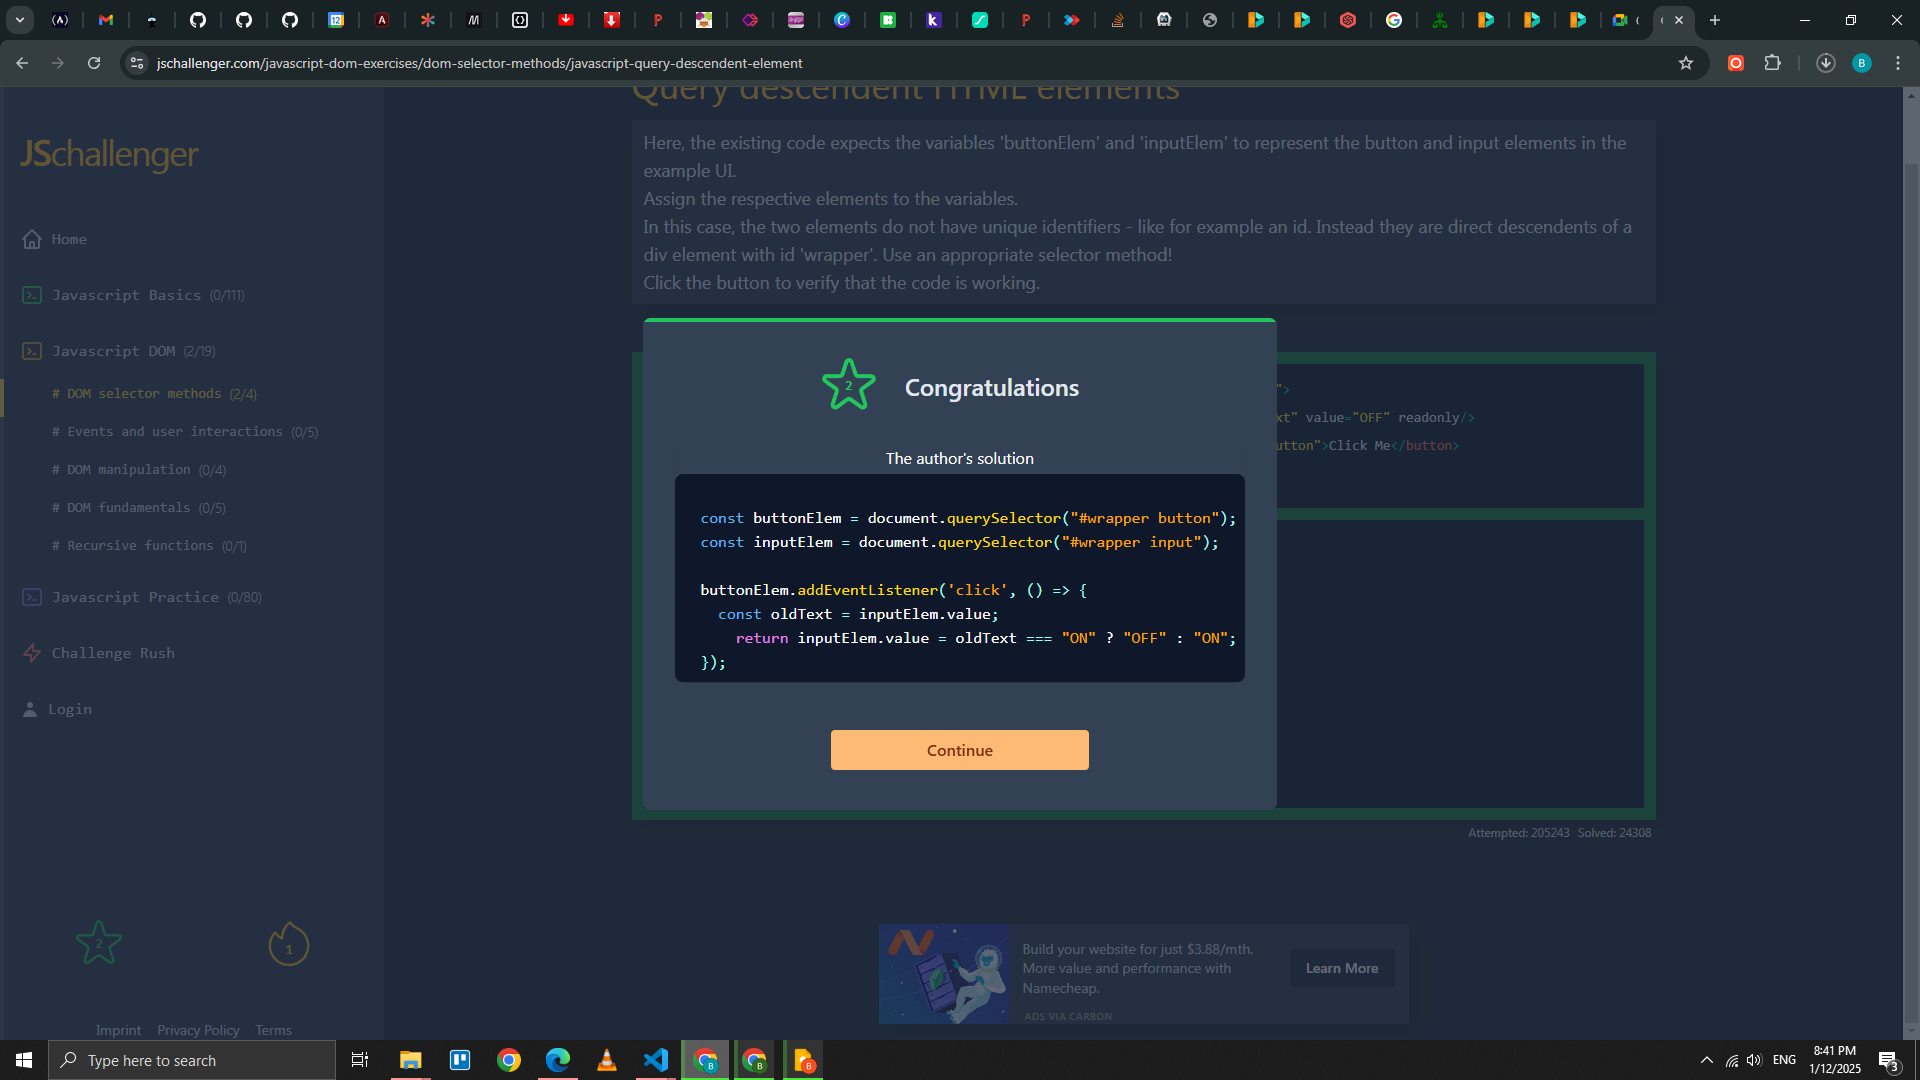 jschallenger.com/javascript-dom-exercises/dom-selector-methods/javascript-query-descendent-element
JSchallenger
Home
Javascript Basics (0/111)
Javascript DOM (2/19)
# DOM selector methods (2/4)
# Events and user interactions (0/5)
# DOM manipulation (0/4)
# DOM fundamentals (0/5)
# Recursive functions (0/1)
Javascript Practice (0/80)
Challenge Rush
Login
2
1
Imprint Privacy Policy Terms
Query descendent HTML elements
Here, the existing code expects the variables 'buttonElem' and 'inputElem' to represent the button and input elements in the
example UI.
Assign the respective elements to the variables.
In this case, the two elements do not have unique identifiers - like for example an id. Instead they are direct descendents of a
div element with id 'wrapper'. Use an appropriate selector method!
Click the button to verify that the code is working.
">
xt" value="OFF" readonly/>
utton">Click Me</button>
2
Congratulations
The author's solution
const buttonElem = document.querySelector("#wrapper button");
const inputElem = document.querySelector("#wrapper input");
buttonElem.addEventListener('click', () => {
const oldText = inputElem.value;
return inputElem.value = oldText === "ON" ? "OFF" : "ON";
});
Continue
Attempted: 205243 Solved: 24308
Build your website for just $3.88/mth.
More value and performance with
Namecheap.
ADS VIA CARBON
Learn More
Type here to search
ENG
8:41 PM
1/12/2025
3